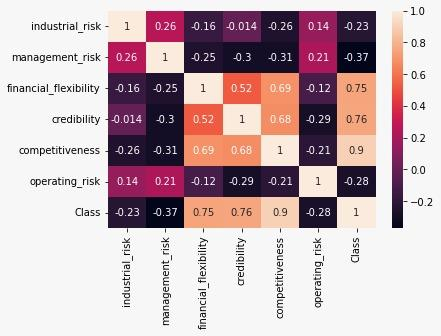 industrial_risk 1 0.26 -0.16 -0.014 -0.26 0.14 -0.23
management_risk 0.26 1 -0.25 -0.3 -0.31 0.21 -0.37
financial_flexibility -0.16 -0.25 1 0.52 0.69 -0.12 0.75
credibility -0.014 -0.3 0.52 1 0.68 -0.29 0.76
competitiveness -0.26 -0.31 0.69 0.68 1 -0.21 0.9
operating_risk 0.14 0.21 -0.12 -0.29 -0.21 1 -0.28
Class -0.23 -0.37 0.75 0.76 0.9 -0.28 1
industrial_risk
management_risk
financial_flexibility
credibility
competitiveness
operating_risk
Class
1.0
0.8
0.6
0.4
0.2
0.0
-0.2